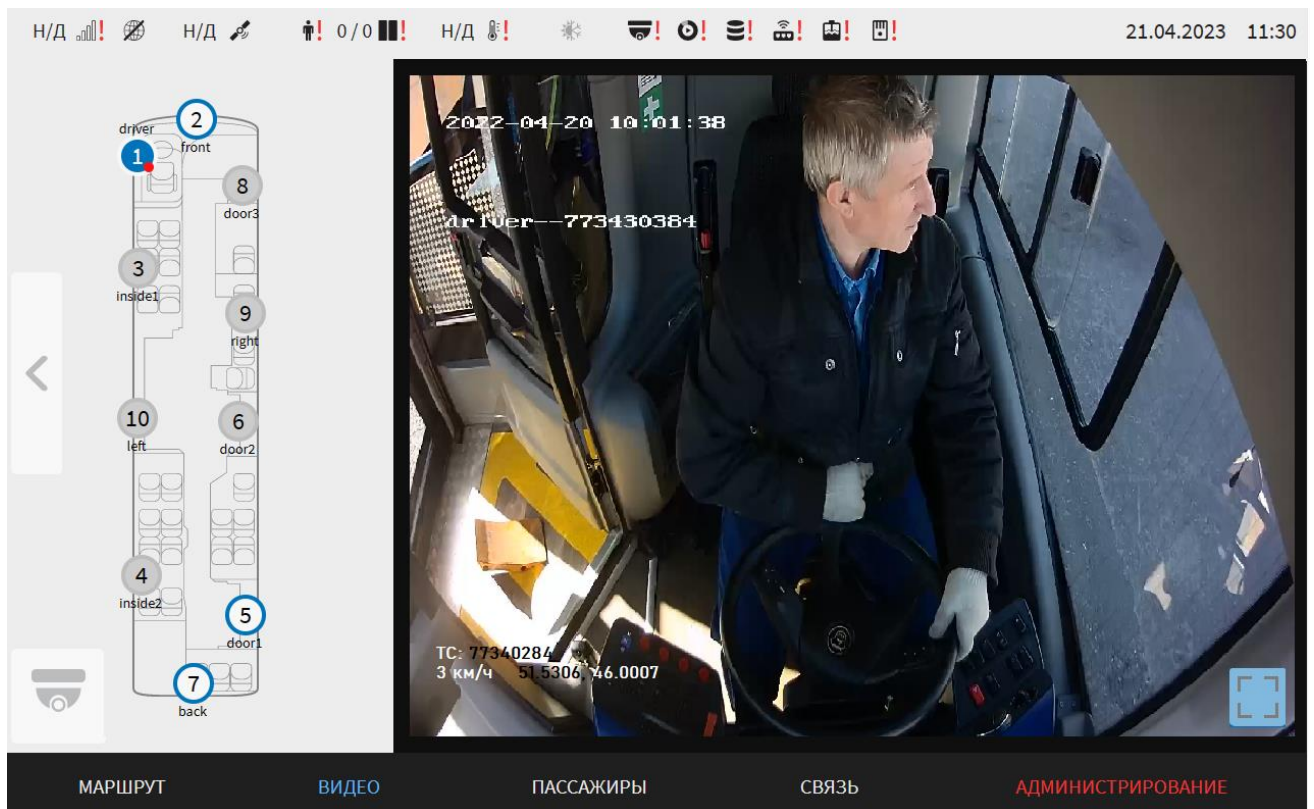 Н/Д ! Н/Д ! 0/0 ! Н/Д ! ! ! ! ! ! ! 21.04.2023 11:30
2
driver
front
1
8
door3
3
inside1
9
right
10
left
6
door2
4
inside2
5
door1
7
back
2022-04-20 10:01:38
driver--773430384
ТС: 77340284
3 км/ч 51.5306, 46.0007
МАРШРУТ ВИДЕО ПАССАЖИРЫ СВЯЗЬ АДМИНИСТРИРОВАНИЕ